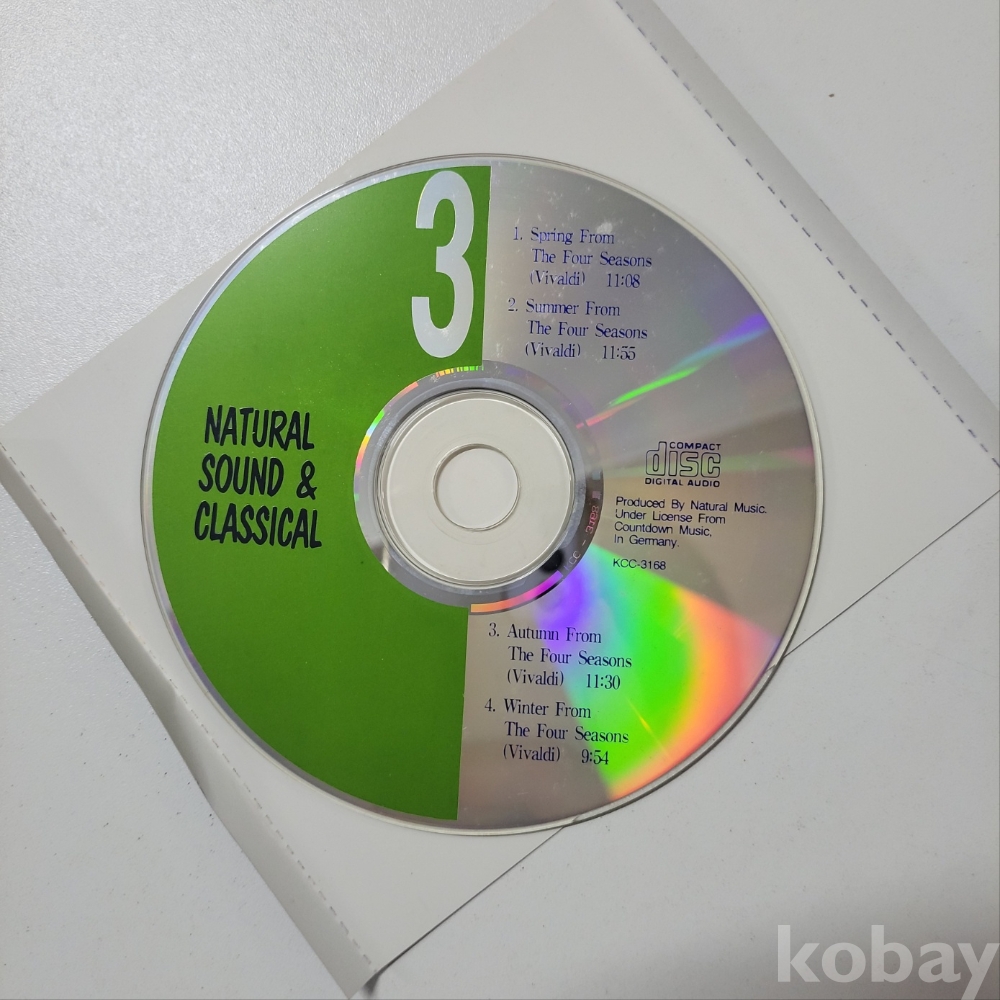 3
NATURAL
SOUND &
CLASSICAL
1. Spring From
The Four Seasons
(Vivaldi) 11:08
2. Summer From
The Four Seasons
(Vivaldi) 11:55
COMPACT
disc
DIGITAL AUDIO
Produced By Natural Music.
Under License From
Countdown Music.
In Germany.
KCC-3168
3. Autumn From
The Four Seasons
(Vivaldi) 11:30
4. Winter From
The Four Seasons
(Vivaldi) 9:54
kobay